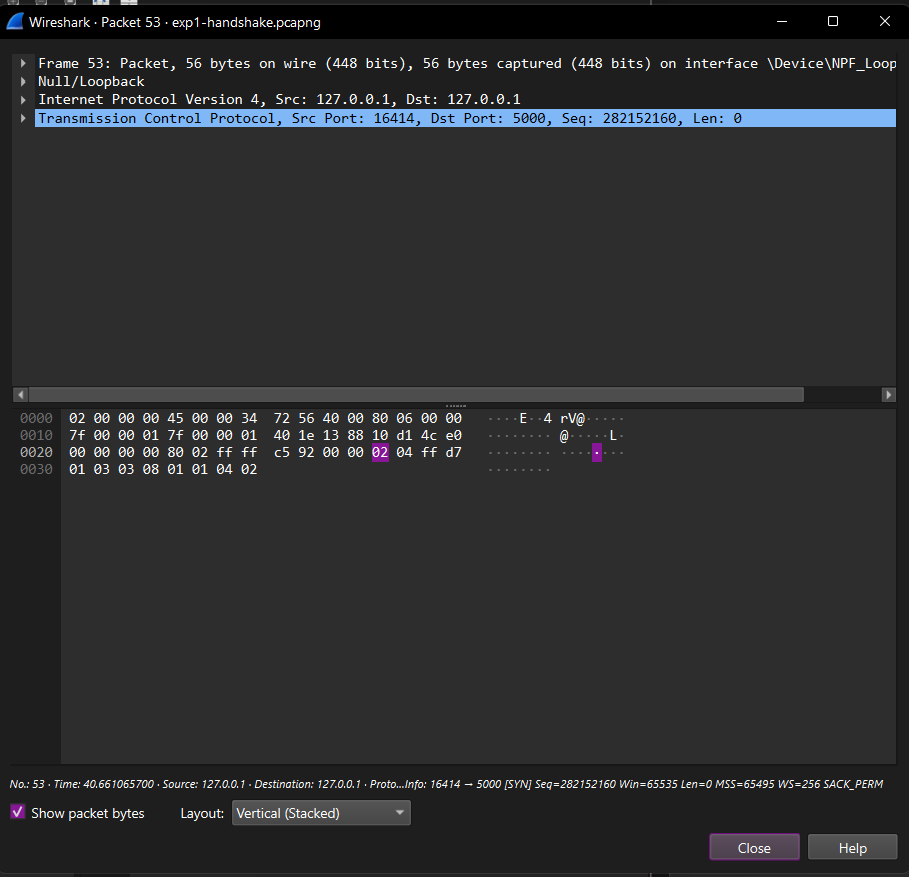 Wireshark · Packet 53 · exp1-handshake.pcapng
Frame 53: Packet, 56 bytes on wire (448 bits), 56 bytes captured (448 bits) on interface \Device\NPF_Loop
Null/Loopback
Internet Protocol Version 4, Src: 127.0.0.1, Dst: 127.0.0.1
Transmission Control Protocol, Src Port: 16414, Dst Port: 5000, Seq: 282152160, Len: 0
0000 02 00 00 00 45 00 00 34 72 56 40 00 80 06 00 00 ····E··4 rV@·····
0010 7f 00 00 01 7f 00 00 01 40 1e 13 88 10 d1 4c e0 ········ @·····L·
0020 00 00 00 00 80 02 ff ff c5 92 00 00 02 04 ff d7 ········ ········
0030 01 03 03 08 01 01 04 02 ········
No.: 53 · Time: 40.661065700 · Source: 127.0.0.1 · Destination: 127.0.0.1 · Proto...Info: 16414 → 5000 [SYN] Seq=282152160 Win=65535 Len=0 MSS=65495 WS=256 SACK_PERM
Show packet bytes Layout: Vertical (Stacked)
Close Help